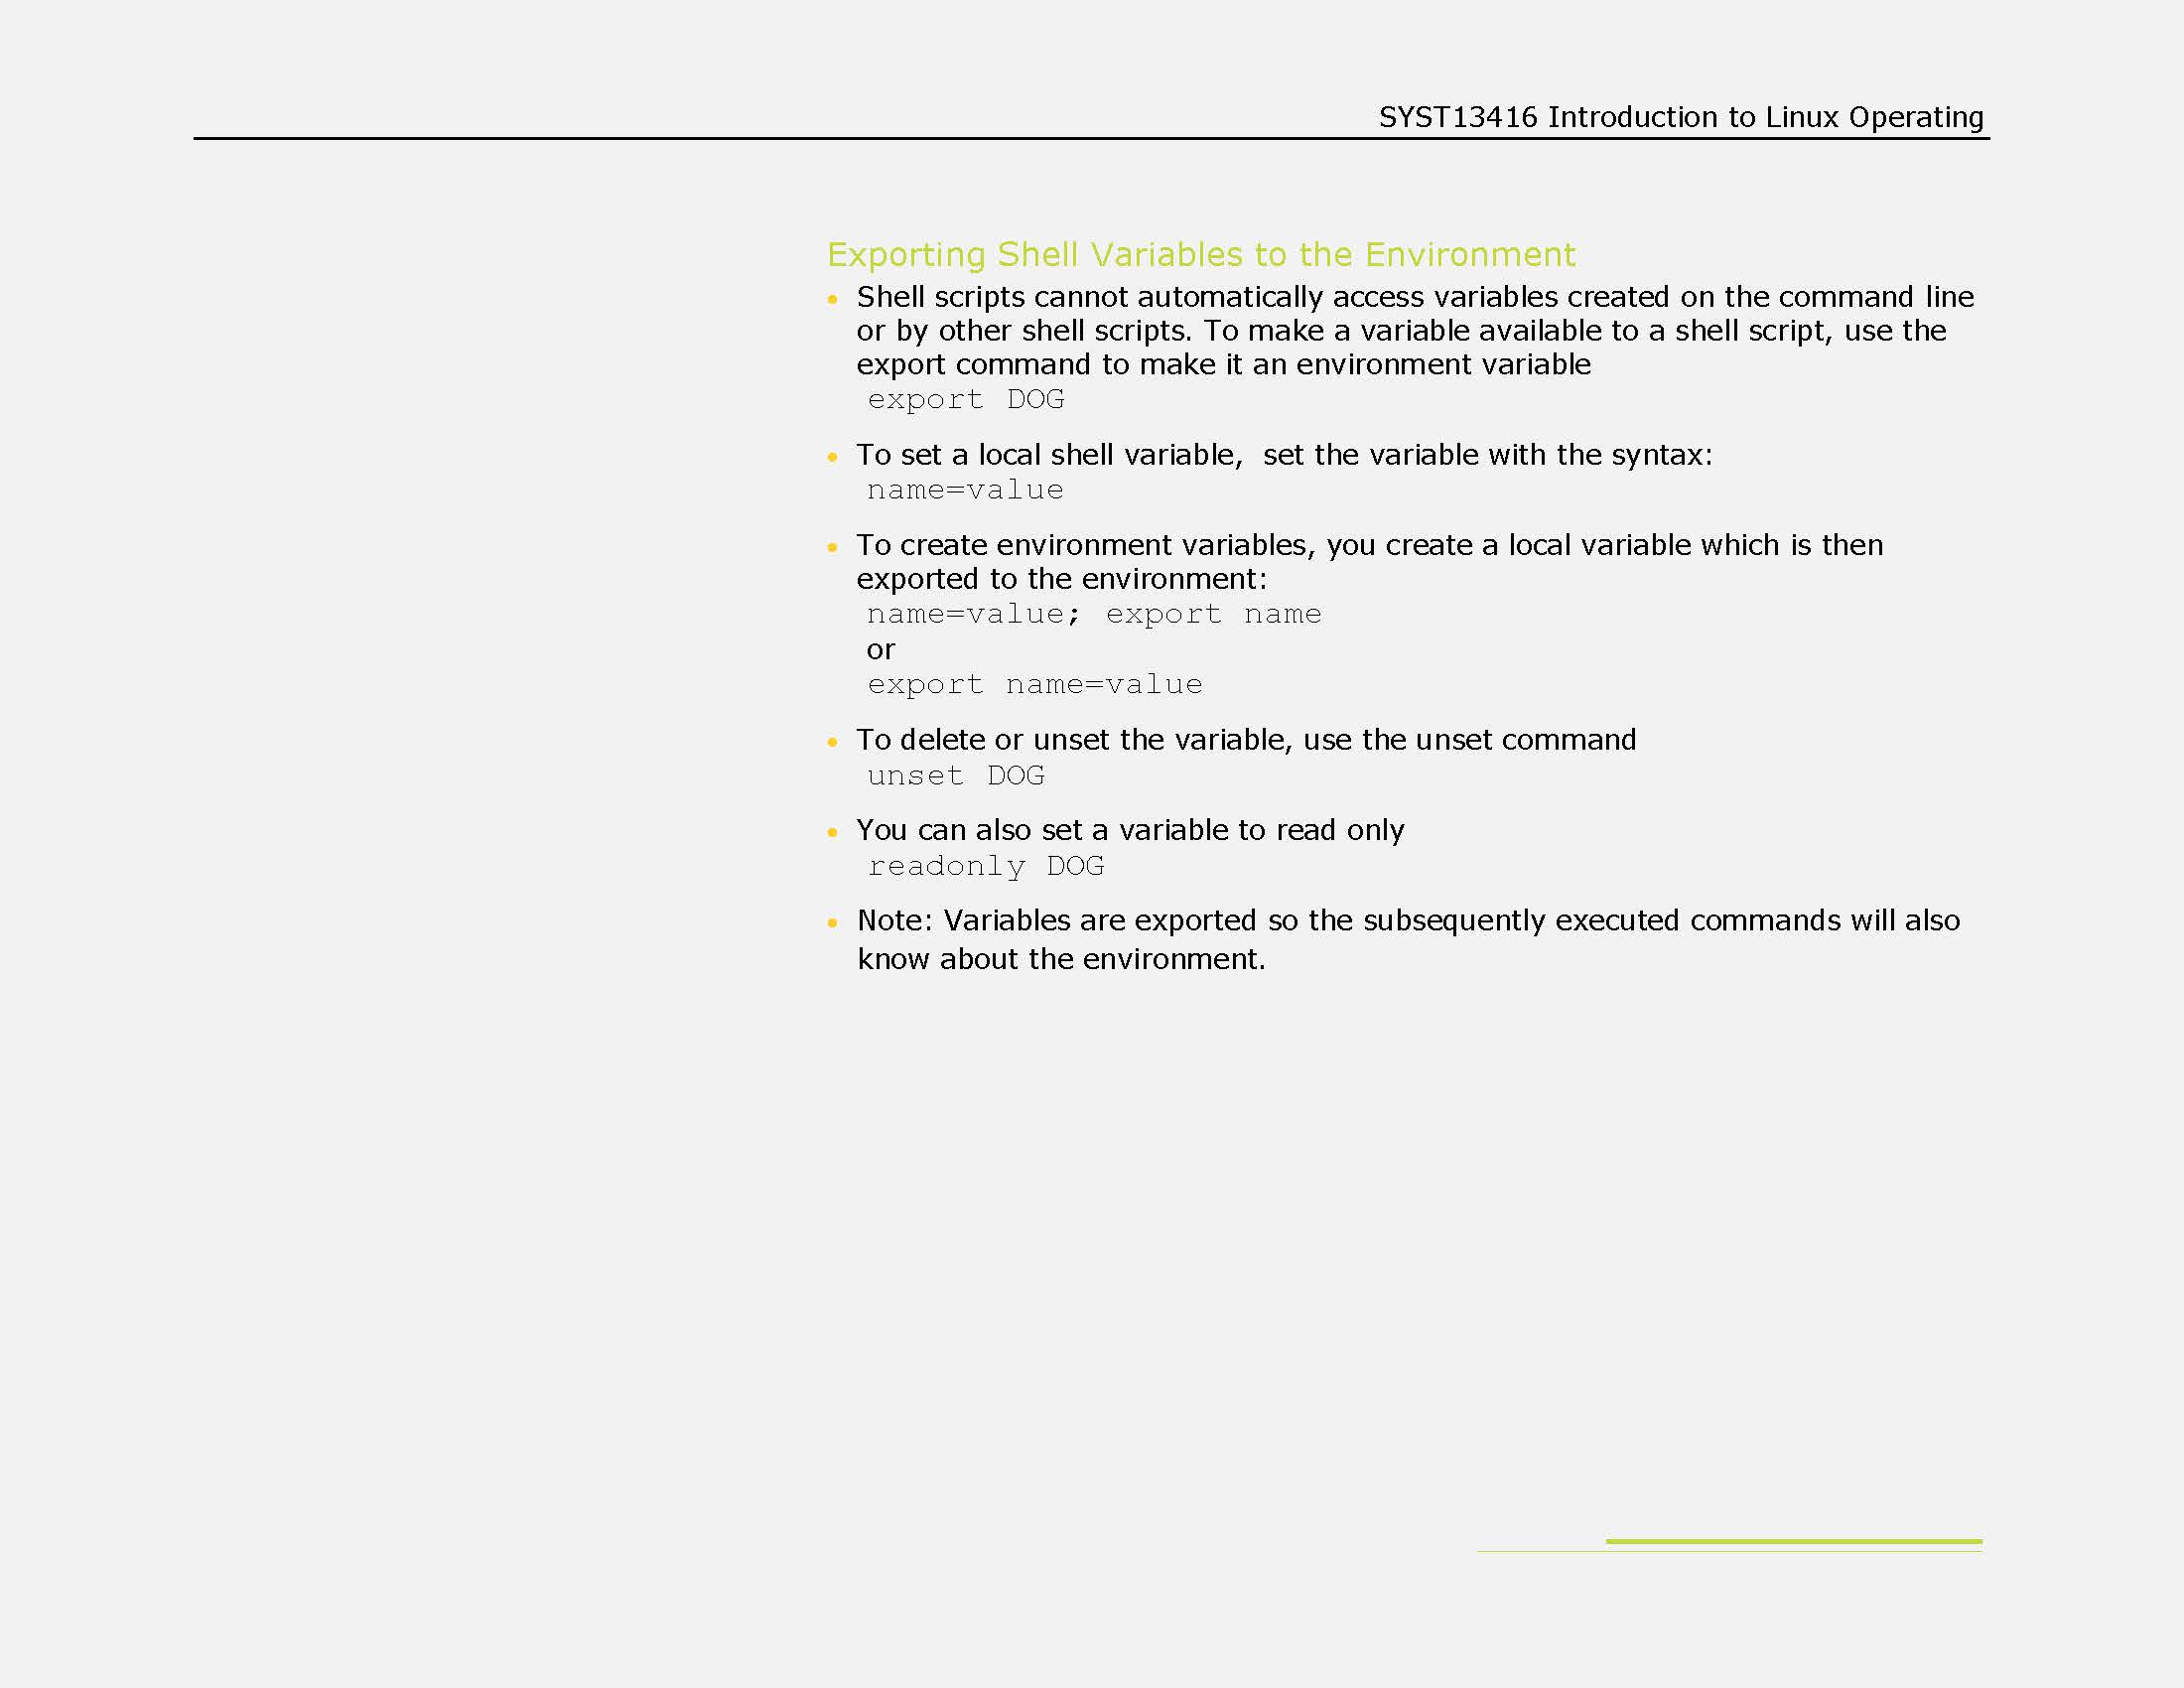 SYST13416 Introduction to Linux Operating
Exporting Shell Variables to the Environment
• Shell scripts cannot automatically access variables created on the command line
or by other shell scripts. To make a variable available to a shell script, use the
export command to make it an environment variable
export DOG
• To set a local shell variable,  set the variable with the syntax:
name=value
• To create environment variables, you create a local variable which is then
exported to the environment:
name=value; export name
or
export name=value
• To delete or unset the variable, use the unset command
unset DOG
• You can also set a variable to read only
readonly DOG
• Note: Variables are exported so the subsequently executed commands will also
know about the environment.